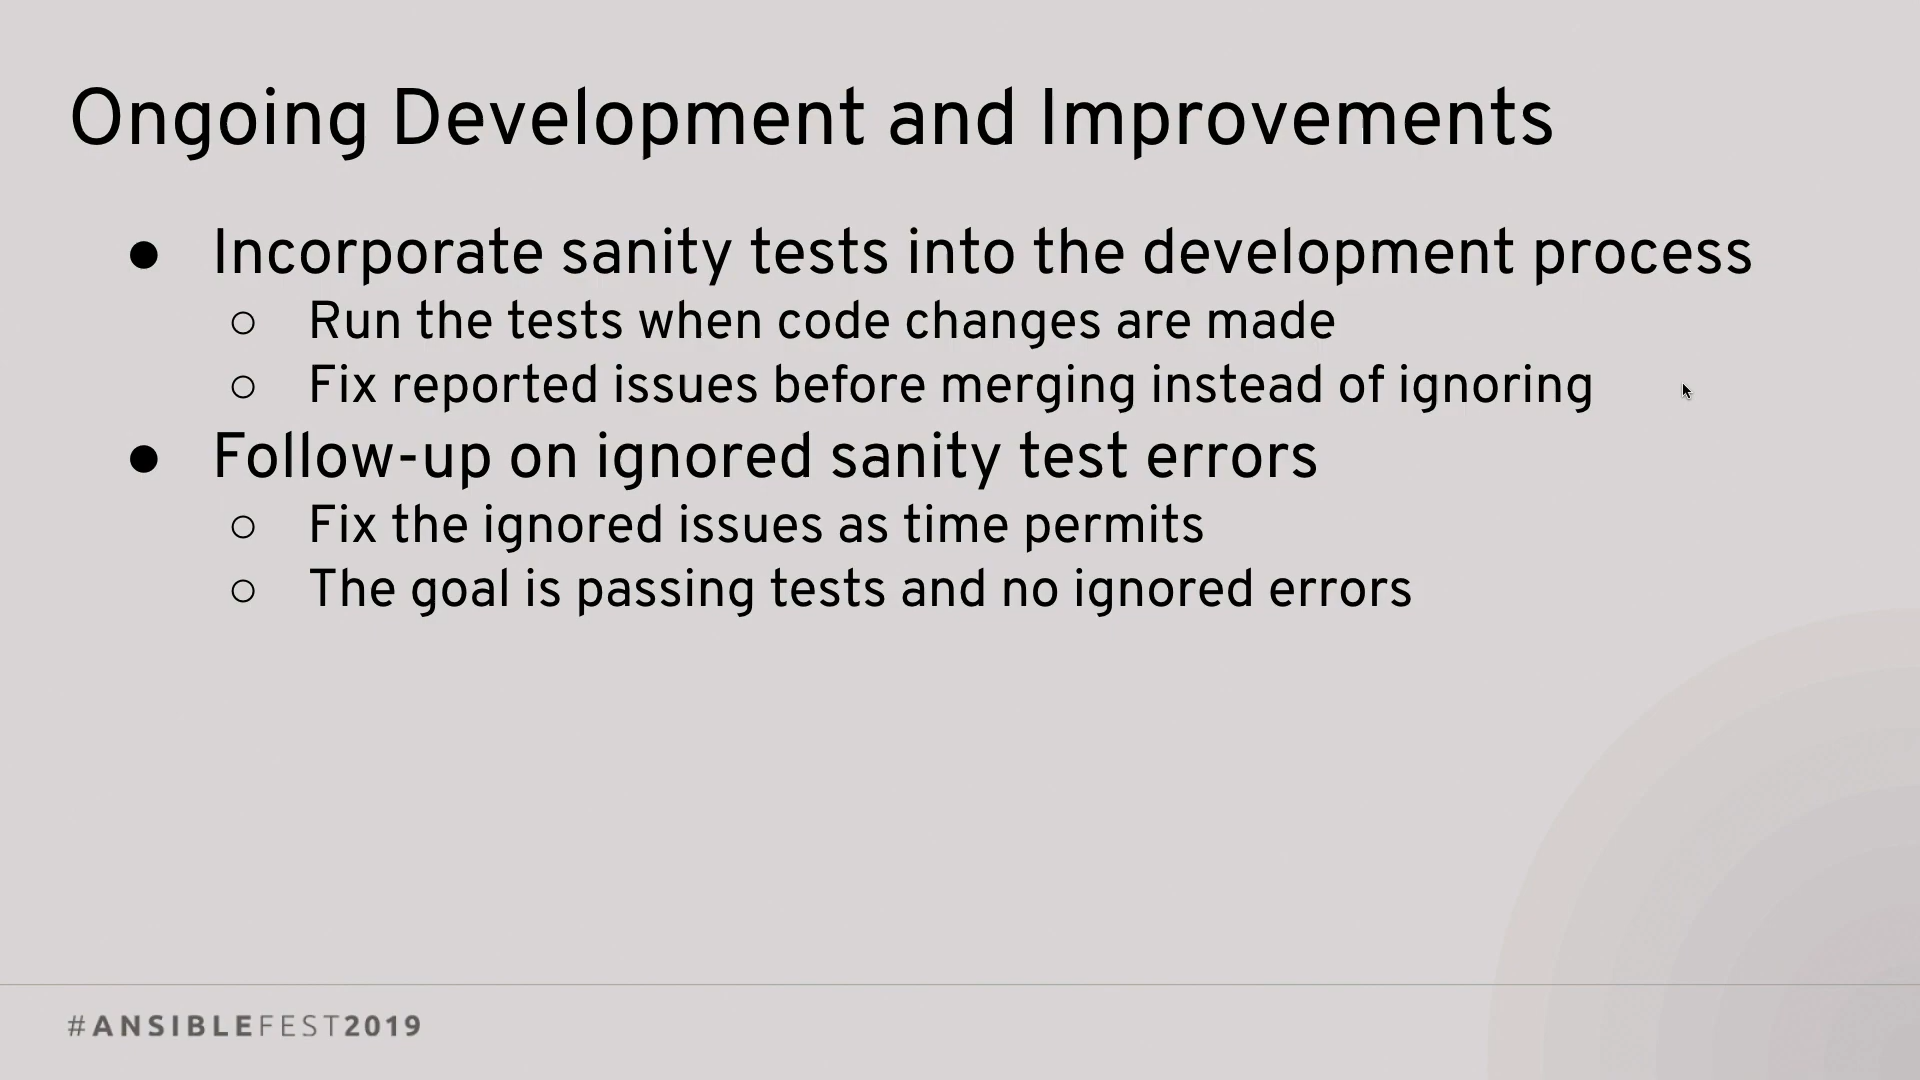 Ongoing Development and Improvements
● Incorporate sanity tests into the development process
○ Run the tests when code changes are made
○ Fix reported issues before merging instead of ignoring
● Follow-up on ignored sanity test errors
○ Fix the ignored issues as time permits
○ The goal is passing tests and no ignored errors
#ANSIBLEFEST2019